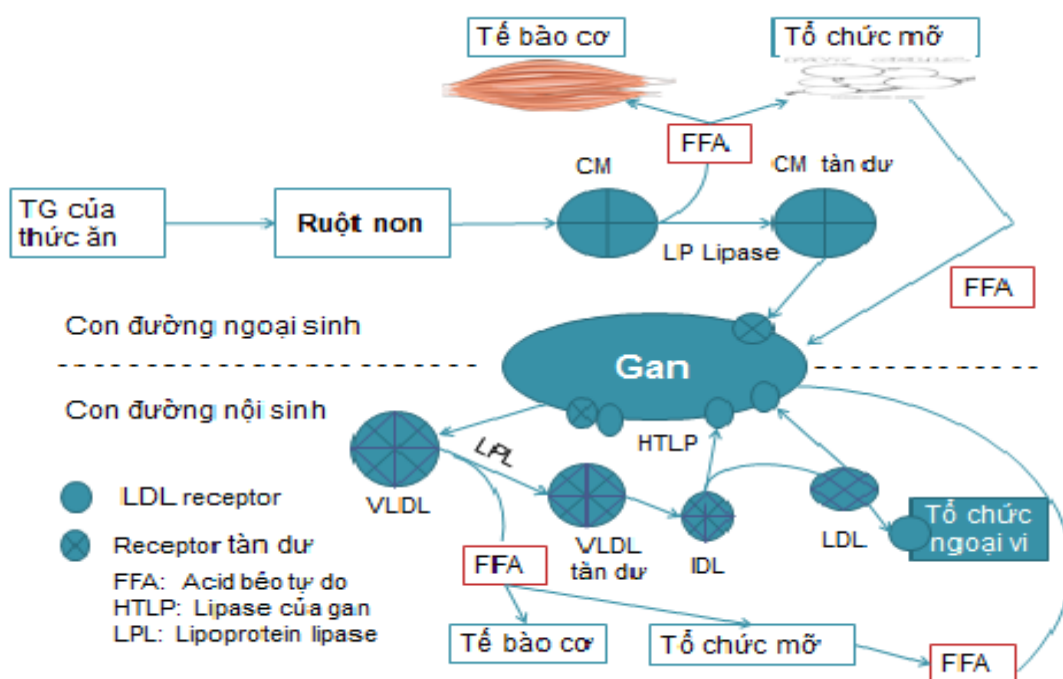 Tế bào cơ
Tổ chức mỡ
FFA
CM
CM tàn dư
TG của
thức ăn
Ruột non
LP Lipase
FFA
Con đường ngoại sinh
Gan
Con đường nội sinh
HTLP
LPL
VLDL
LDL receptor
VLDL
tàn dư
IDL
LDL
Tổ chức
ngoại vi
Receptor tàn dư
FFA
FFA: Acid béo tự do
HTLP: Lipase của gan
LPL: Lipoprotein lipase
Tế bào cơ
Tổ chức mỡ
FFA